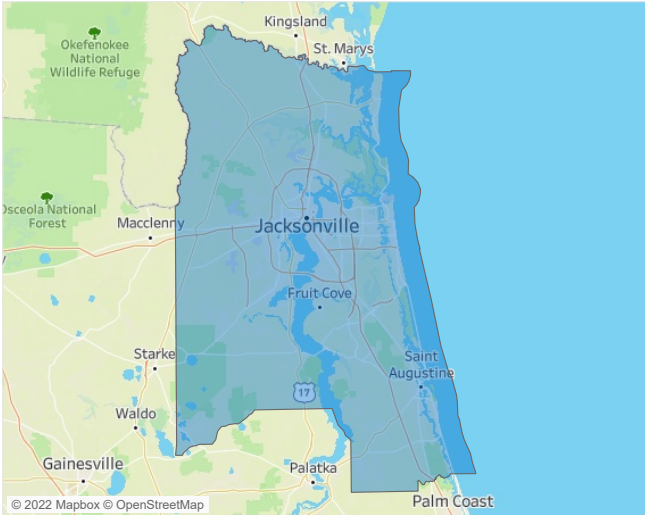 Kingsland
St. Marys
Okefenokee
National
Wildlife Refuge
Osceola National
Forest
Macclenny
Jacksonville
Fruit Cove
Starke
Saint
Augustine
17
Waldo
Gainesville
Palatka
Palm Coast
© 2022 Mapbox © OpenStreetMap